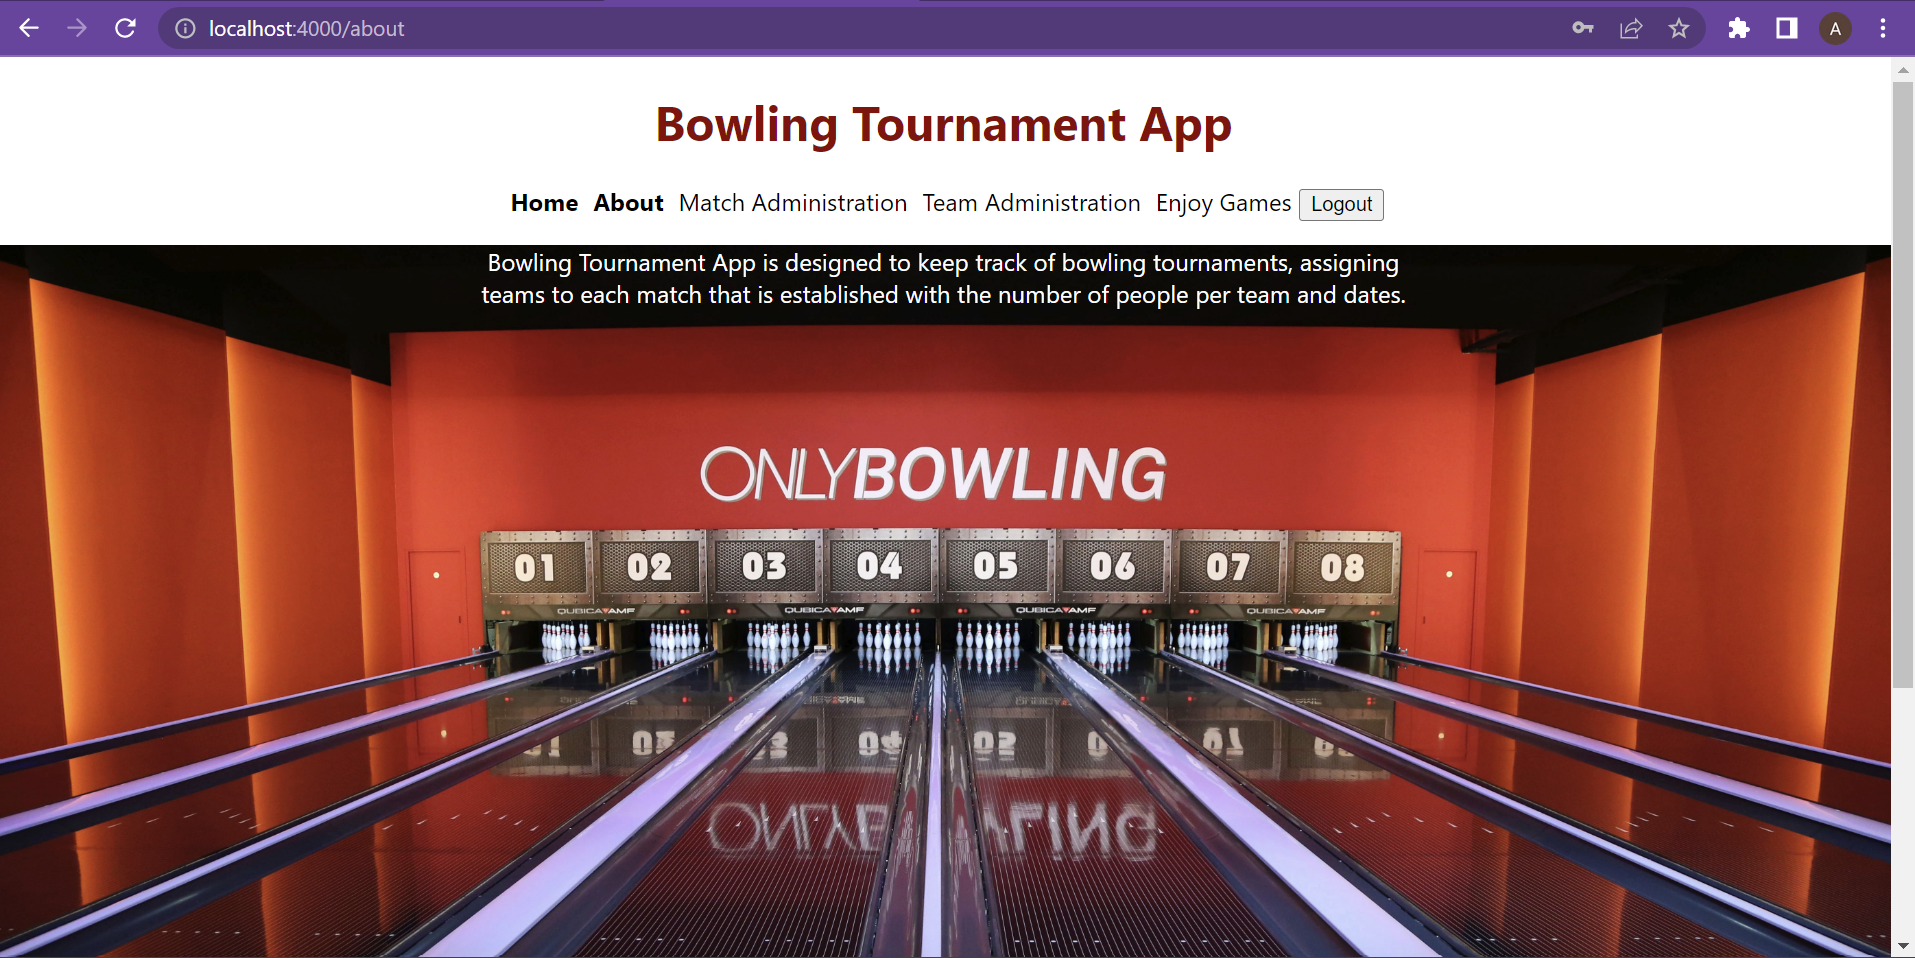 localhost:4000/about
A
Bowling Tournament App
Home About Match Administration Team Administration Enjoy Games Logout
Bowling Tournament App is designed to keep track of bowling tournaments, assigning
teams to each match that is established with the number of people per team and dates.
ONLYBOWLING
01 02 03 04 05 06 07 08
QUBICAAMF QUBICAAMF QUBICAAMF QUBICAAMF